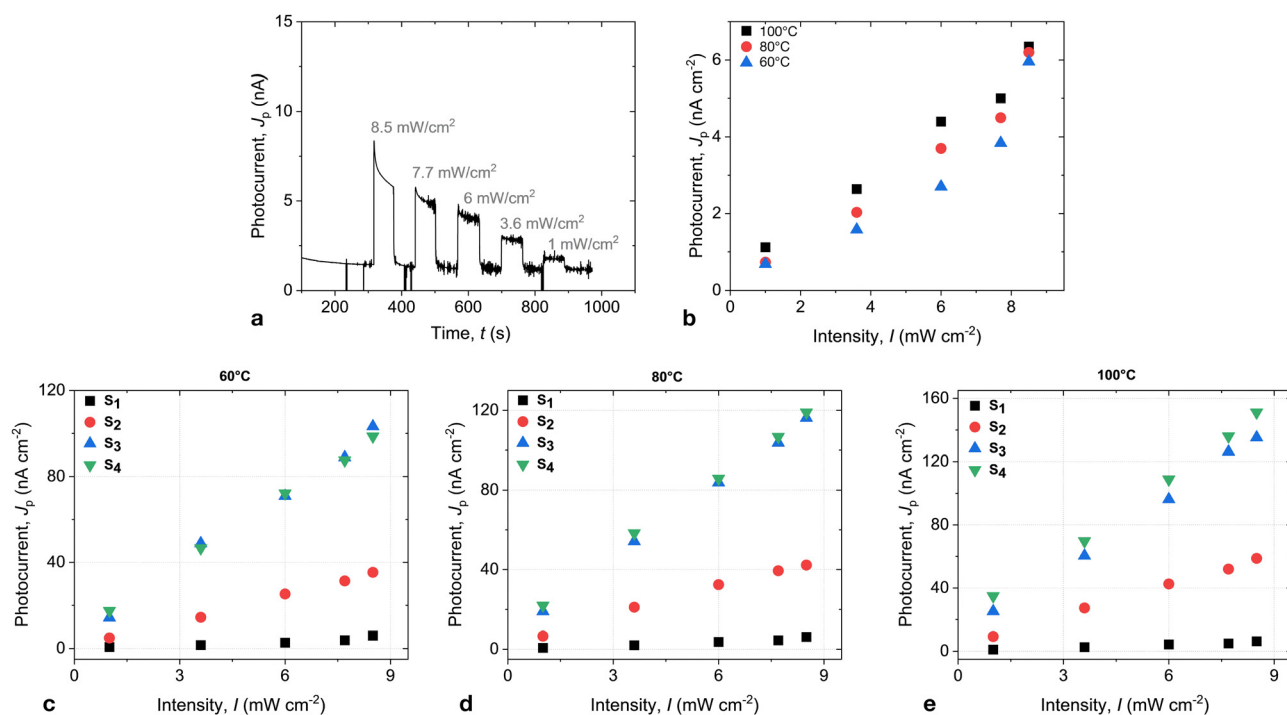 15
10
5
0
Photocurrent, Jp (nA)
8.5 mW/cm²
7.7 mW/cm²
6 mW/cm²
3.6 mW/cm²
1 mW/cm²
200 400 600 800 1000
Time, t (s)
a
100°C
80°C
60°C
6
4
2
0
Photocurrent, Jp (nA cm-2)
0 2 4 6 8
Intensity, I (mW cm-2)
b
60°C
S1
S2
S3
S4
120
80
40
0
Photocurrent, Jp (nA cm-2)
0 3 6 9
Intensity, I (mW cm-2)
c
80°C
S1
S2
S3
S4
120
80
40
0
Photocurrent, Jp (nA cm-2)
0 3 6 9
Intensity, I (mW cm-2)
d
100°C
S1
S2
S3
S4
160
120
80
40
0
Photocurrent, Jp (nA cm-2)
0 3 6 9
Intensity, I (mW cm-2)
e